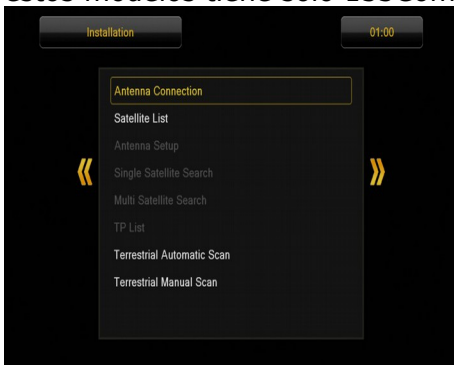 Installation
01:00
Antenna Connection
Satellite List
Antenna Setup
Single Satellite Search
Multi Satellite Search
TP List
Terrestrial Automatic Scan
Terrestrial Manual Scan